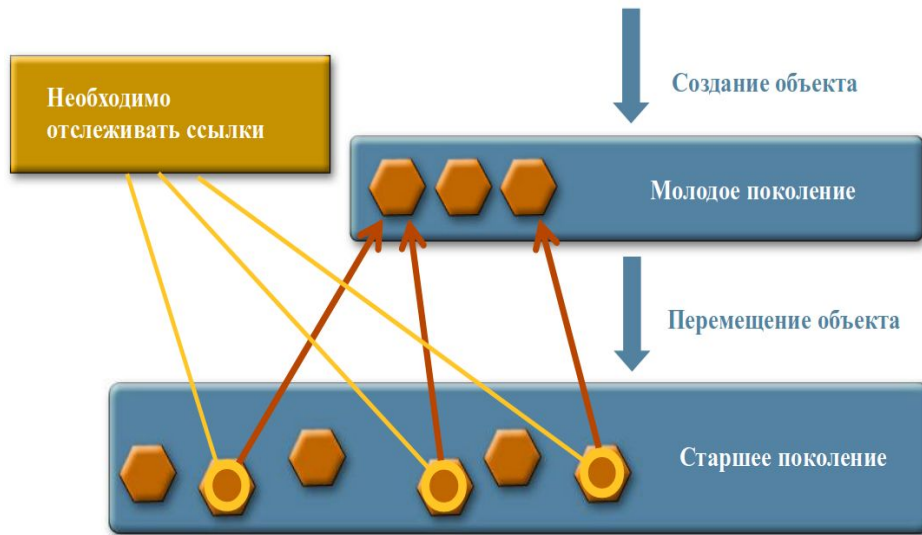 Необходимо
отслеживать ссылки
Создание объекта
Молодое поколение
Перемещение объекта
Старшее поколение